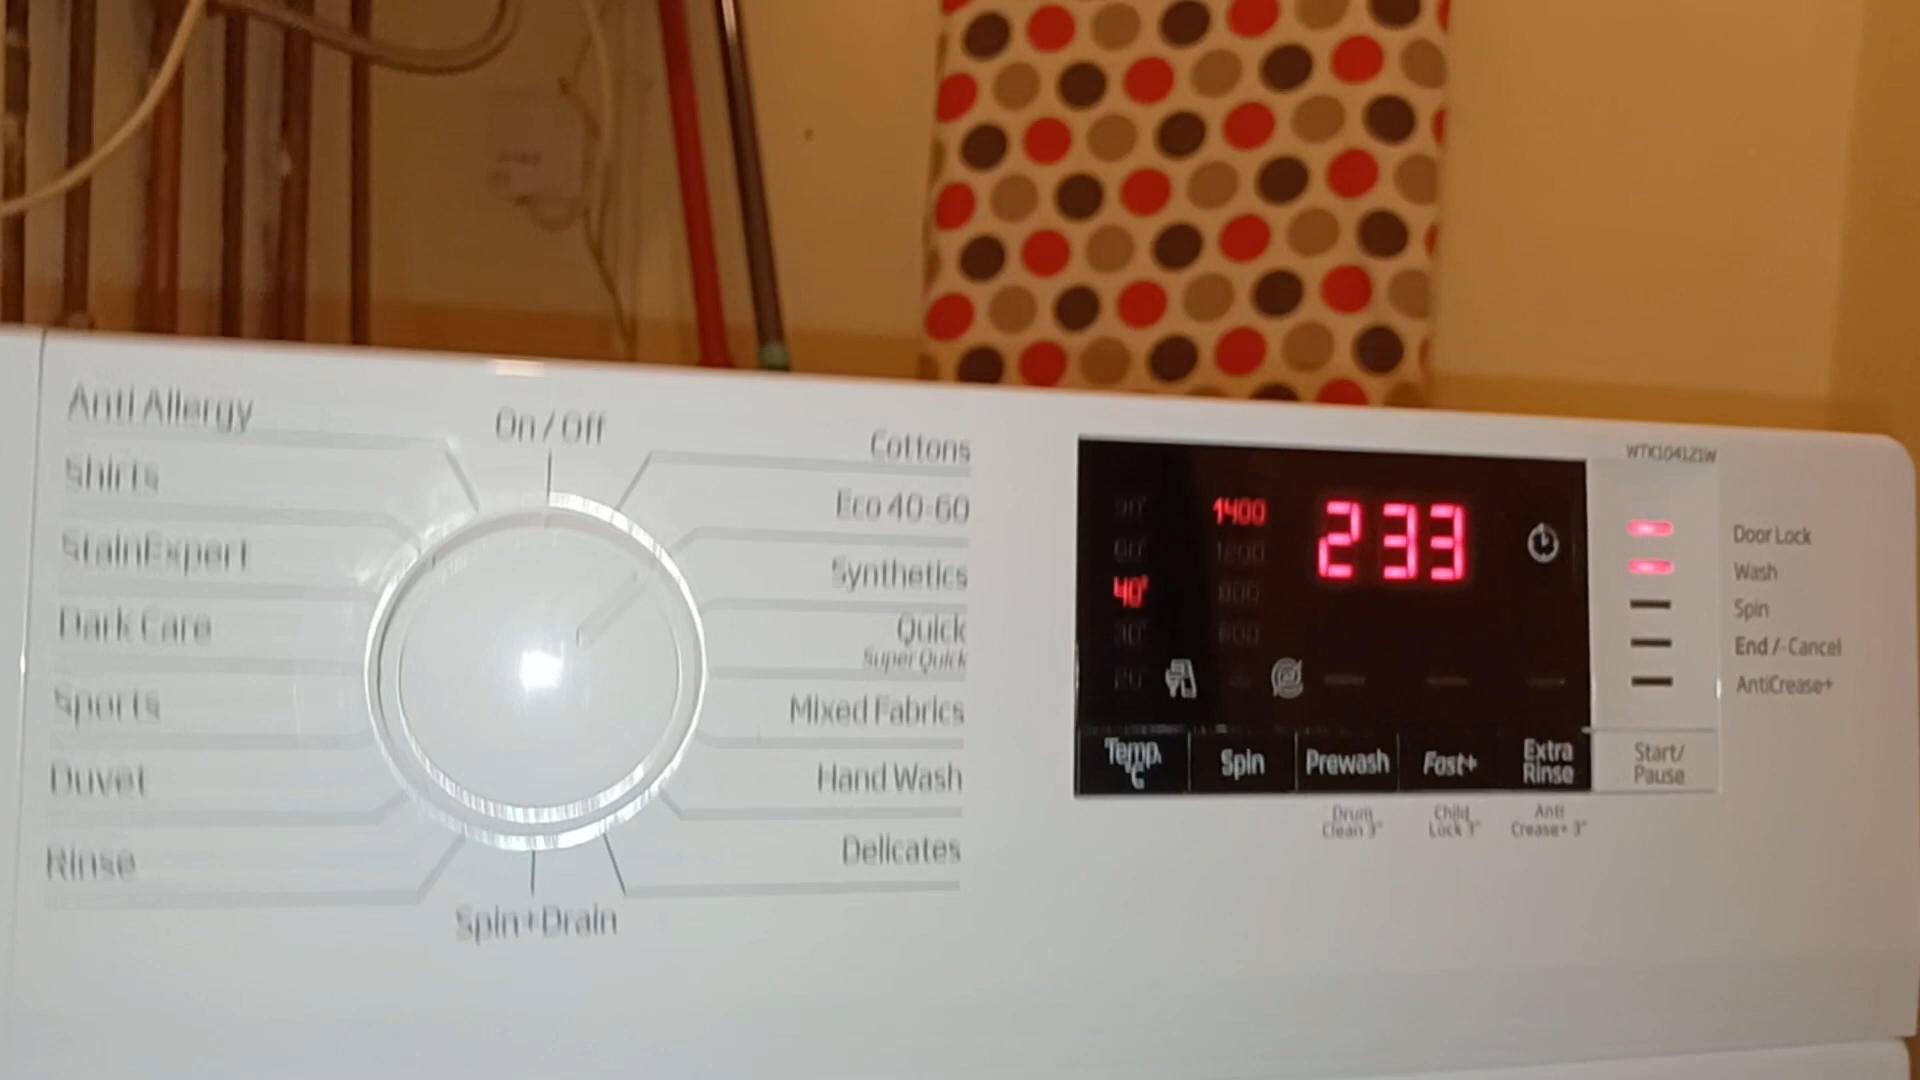 Anti Allergy
Shirts
StainExpert
Dark Care
Sports
Duvet
Rinse
On / Off
Spin+Drain
Cottons
Eco 40-60
Synthetics
Quick
Super Quick
Mixed Fabrics
Hand Wash
Delicates
90°
60°
40°
30°
20°
1400
1200
800
600
233
WTK104121W
Door Lock
Wash
Spin
End / Cancel
AntiCrease+
Temp.
°C
Spin
Prewash
Fast+
Extra
Rinse
Start/
Pause
Drum
Clean 3"
Child
Lock 3"
Anti
Crease+ 3"